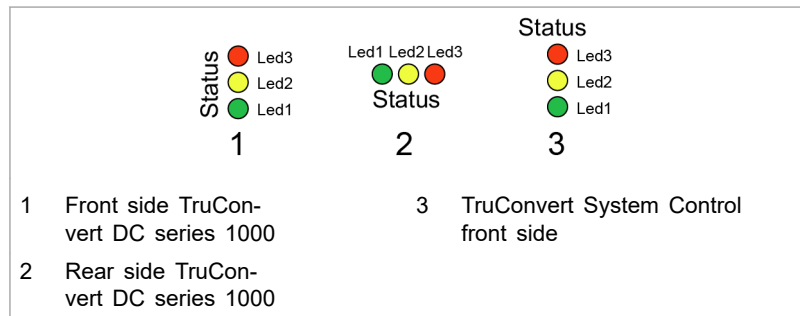 Status
Led3
Led2
Led1
1
Led1 Led2 Led3
Status
2
Status
Led3
Led2
Led1
3
1 Front side TruCon-
vert DC series 1000
2 Rear side TruCon-
vert DC series 1000
3 TruConvert System Control
front side